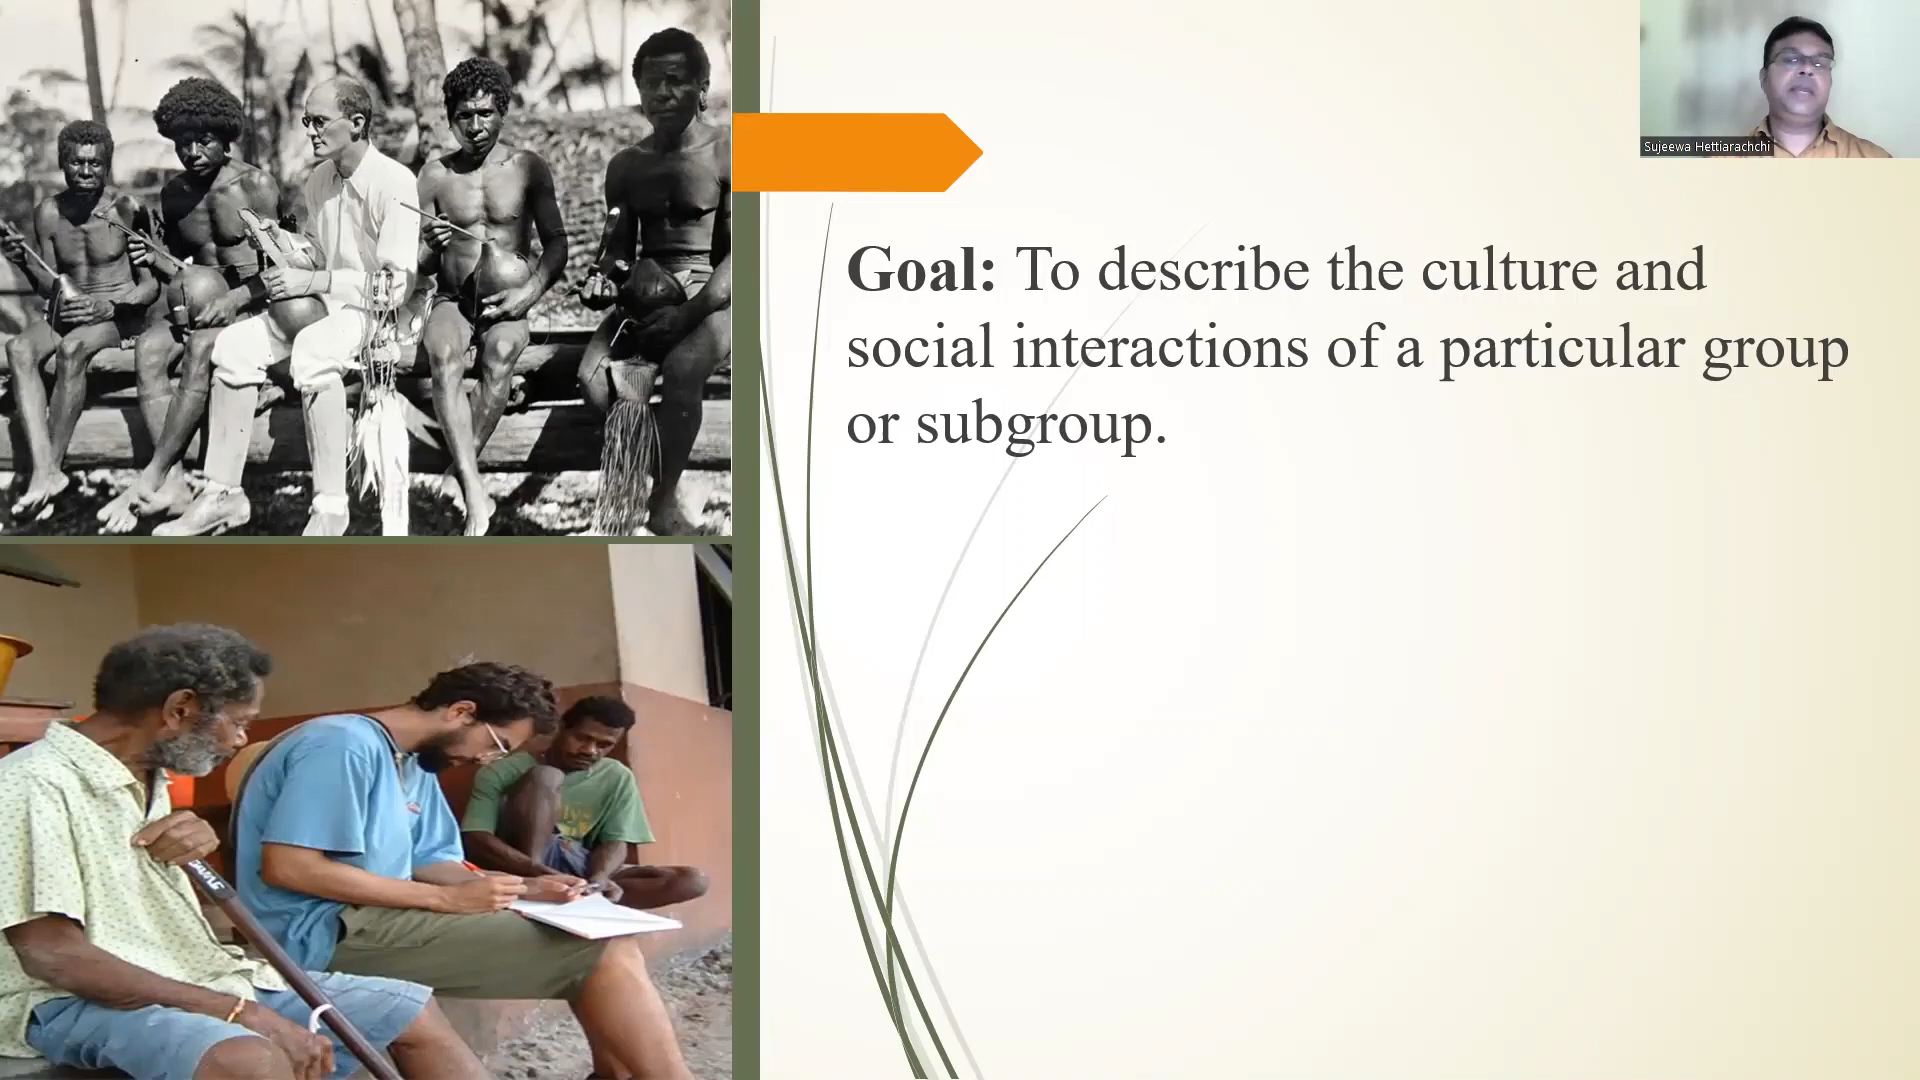 Sujeewa Hettiarachchi
Goal: To describe the culture and
social interactions of a particular group
or subgroup.